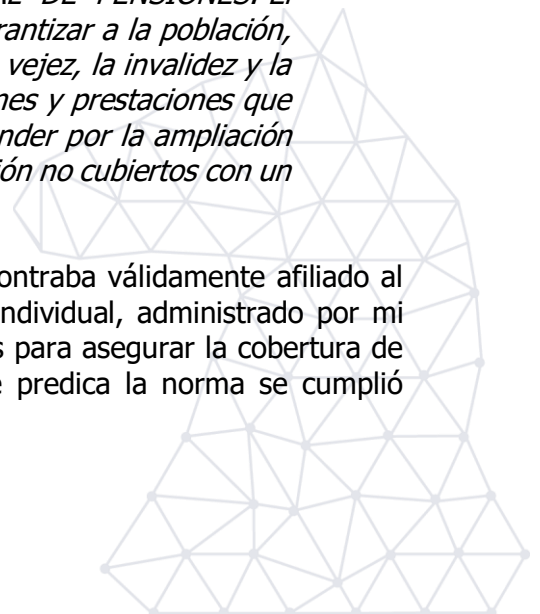 AL DE PENSIONES. El
rantizar a la población,
vejez, la invalidez y la
nes y prestaciones que
nder por la ampliación
ión no cubiertos con un
ontraba válidamente afiliado al
ndividual, administrado por mi
s para asegurar la cobertura de
e predica la norma se cumplió